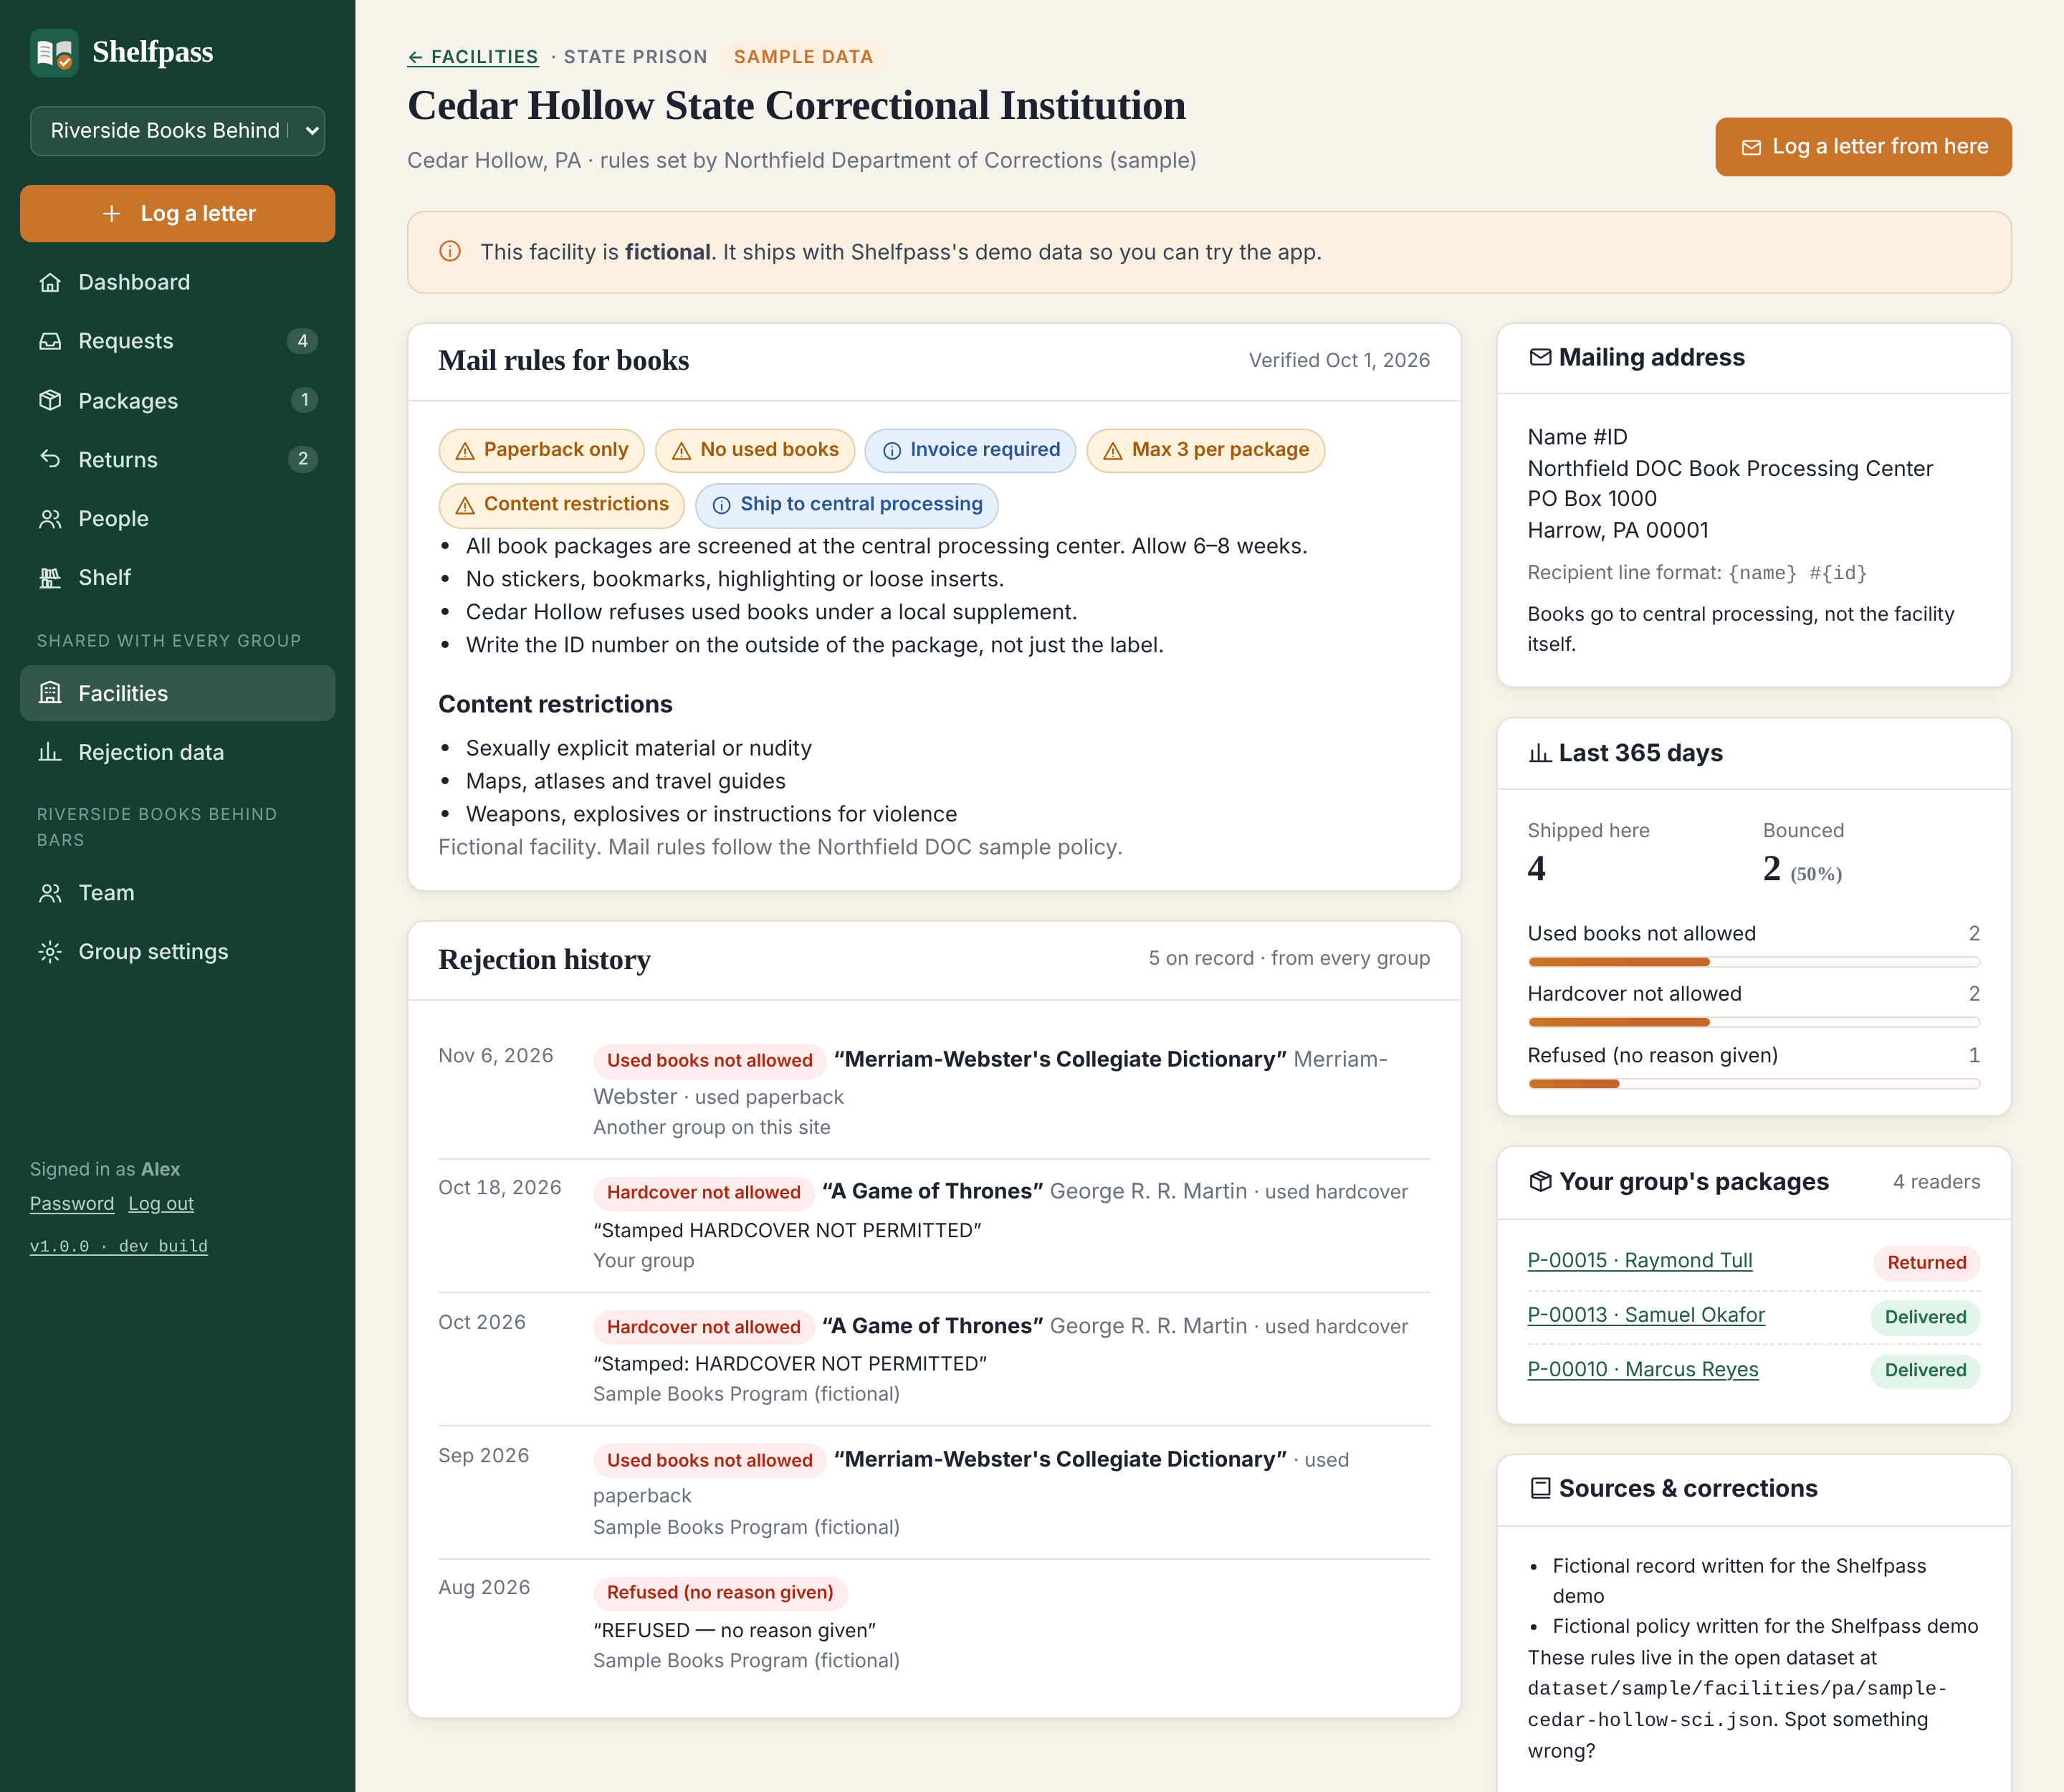 Shelfpass
Riverside Books Behind
Log a letter
Dashboard
Requests 4
Packages 1
Returns 2
People
Shelf
SHARED WITH EVERY GROUP
Facilities
Rejection data
RIVERSIDE BOOKS BEHIND
BARS
Team
Group settings
Signed in as Alex
Password Log out
v1.0.0 · dev build
← FACILITIES · STATE PRISON SAMPLE DATA
Cedar Hollow State Correctional Institution
Cedar Hollow, PA · rules set by Northfield Department of Corrections (sample)
Log a letter from here
This facility is fictional. It ships with Shelfpass's demo data so you can try the app.
Mail rules for books Verified Oct 1, 2026
Paperback only No used books Invoice required Max 3 per package
Content restrictions Ship to central processing
• All book packages are screened at the central processing center. Allow 6–8 weeks.
• No stickers, bookmarks, highlighting or loose inserts.
• Cedar Hollow refuses used books under a local supplement.
• Write the ID number on the outside of the package, not just the label.
Content restrictions
• Sexually explicit material or nudity
• Maps, atlases and travel guides
• Weapons, explosives or instructions for violence
Fictional facility. Mail rules follow the Northfield DOC sample policy.
Rejection history 5 on record · from every group
Nov 6, 2026 Used books not allowed “Merriam-Webster's Collegiate Dictionary” Merriam-
Webster · used paperback
Another group on this site
Oct 18, 2026 Hardcover not allowed “A Game of Thrones” George R. R. Martin · used hardcover
“Stamped HARDCOVER NOT PERMITTED”
Your group
Oct 2026 Hardcover not allowed “A Game of Thrones” George R. R. Martin · used hardcover
“Stamped: HARDCOVER NOT PERMITTED”
Sample Books Program (fictional)
Sep 2026 Used books not allowed “Merriam-Webster's Collegiate Dictionary” · used
paperback
Sample Books Program (fictional)
Aug 2026 Refused (no reason given)
“REFUSED — no reason given”
Sample Books Program (fictional)
Mailing address
Name #ID
Northfield DOC Book Processing Center
PO Box 1000
Harrow, PA 00001
Recipient line format: {name} #{id}
Books go to central processing, not the facility
itself.
Last 365 days
Shipped here Bounced
4 2 (50%)
Used books not allowed 2
Hardcover not allowed 2
Refused (no reason given) 1
Your group's packages 4 readers
P-00015 · Raymond Tull Returned
P-00013 · Samuel Okafor Delivered
P-00010 · Marcus Reyes Delivered
Sources & corrections
• Fictional record written for the Shelfpass
demo
• Fictional policy written for the Shelfpass demo
These rules live in the open dataset at
dataset/sample/facilities/pa/sample-
cedar-hollow-sci.json. Spot something
wrong?